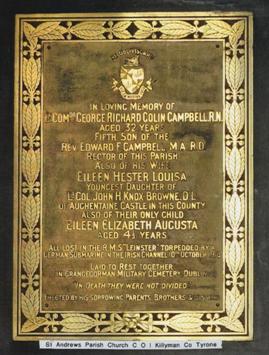 IN LOVING MEMORY OF
LT COMDR GEORGE RICHARD COLIN CAMPBELL, R.N.
AGED 32 YEARS
FIFTH SON OF THE
REV EDWARD F CAMPBELL M A R D
RECTOR OF THIS PARISH
ALSO OF HIS WIFE
EILEEN HESTER LOUISA
YOUNGEST DAUGHTER OF
LT COL JOHN H. KNOX BROWNE, D.L.
OF AUGHENTAINE CASTLE IN THIS COUNTY
ALSO OF THEIR ONLY CHILD
EILEEN ELIZABETH AUGUSTA
AGED 4½ YEARS
ALL LOST IN THE R.M.S "LEINSTER" TORPEDOED BY A
GERMAN SUBMARINE IN THE IRISH CHANNEL 10TH OCTOBER
LAID TO REST TOGETHER
IN GRANGEGORMAN MILITARY CEMETERY DUBLIN
"IN DEATH THEY WERE NOT DIVIDED"
ERECTED BY HIS SORROWING PARENTS, BROTHERS &
St Andrews Parish Church C O I Killyman Co Tyrone